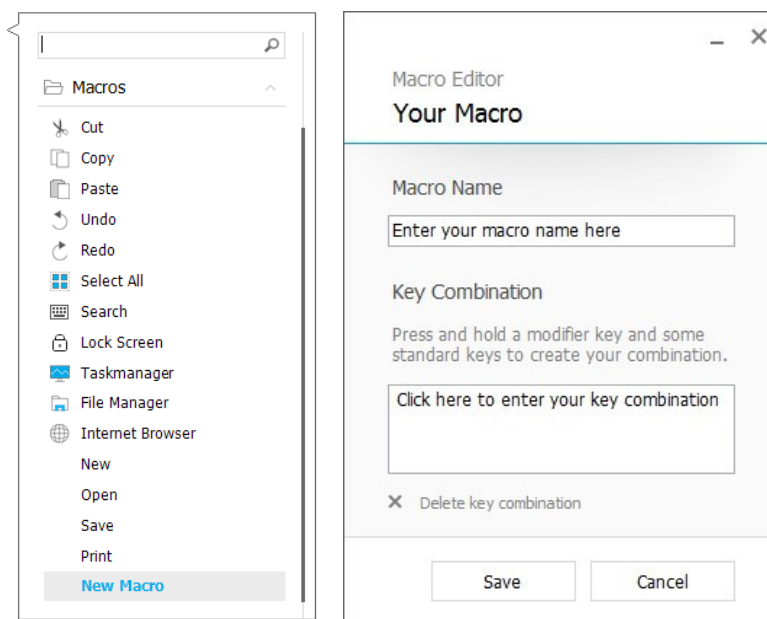 Macros
Cut
Copy
Paste
Undo
Redo
Select All
Search
Lock Screen
Taskmanager
File Manager
Internet Browser
New
Open
Save
Print
New Macro
Macro Editor
Your Macro
Macro Name
Enter your macro name here
Key Combination
Press and hold a modifier key and some
standard keys to create your combination.
Click here to enter your key combination
Delete key combination
Save
Cancel